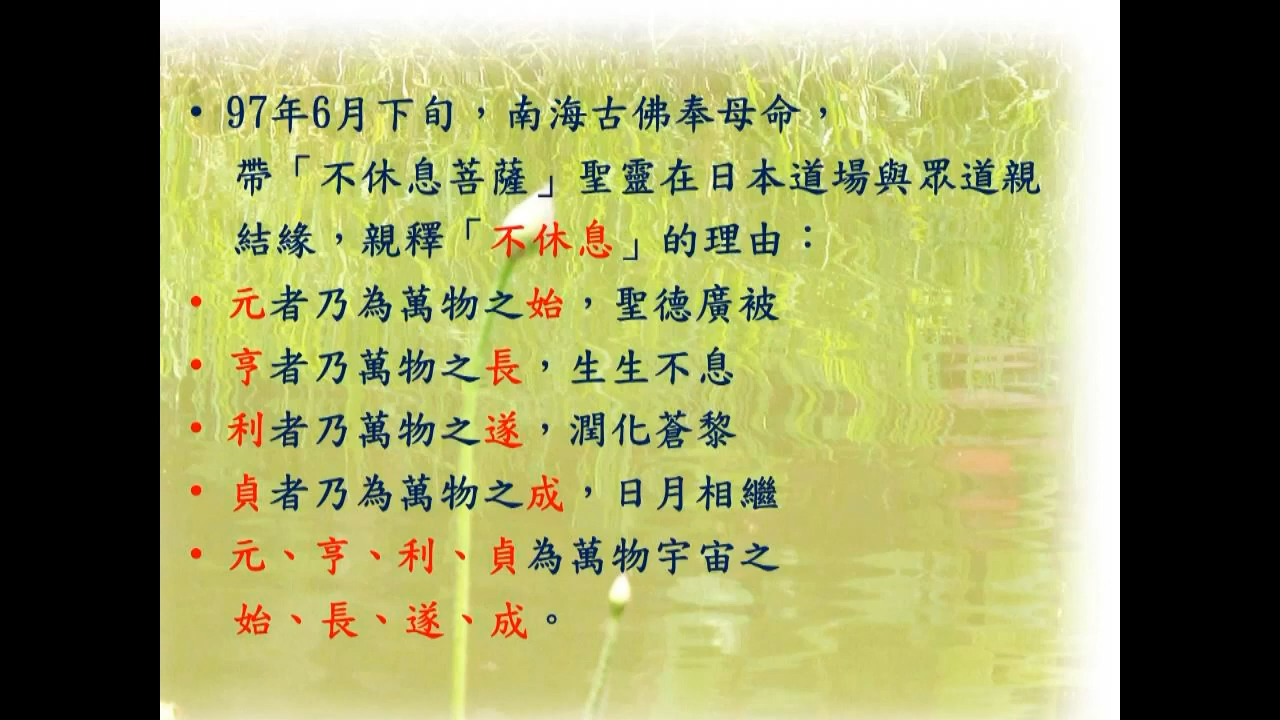 • 97年6月下旬，南海古佛奉母命，
帶「不休息菩薩」聖靈在日本道場與眾道親
結緣，親釋「不休息」的理由：
• 元者乃為萬物之始，聖德廣被
• 亨者乃萬物之長，生生不息
• 利者乃萬物之遂，潤化蒼黎
• 貞者乃為萬物之成，日月相繼
• 元、亨、利、貞為萬物宇宙之
始、長、遂、成。